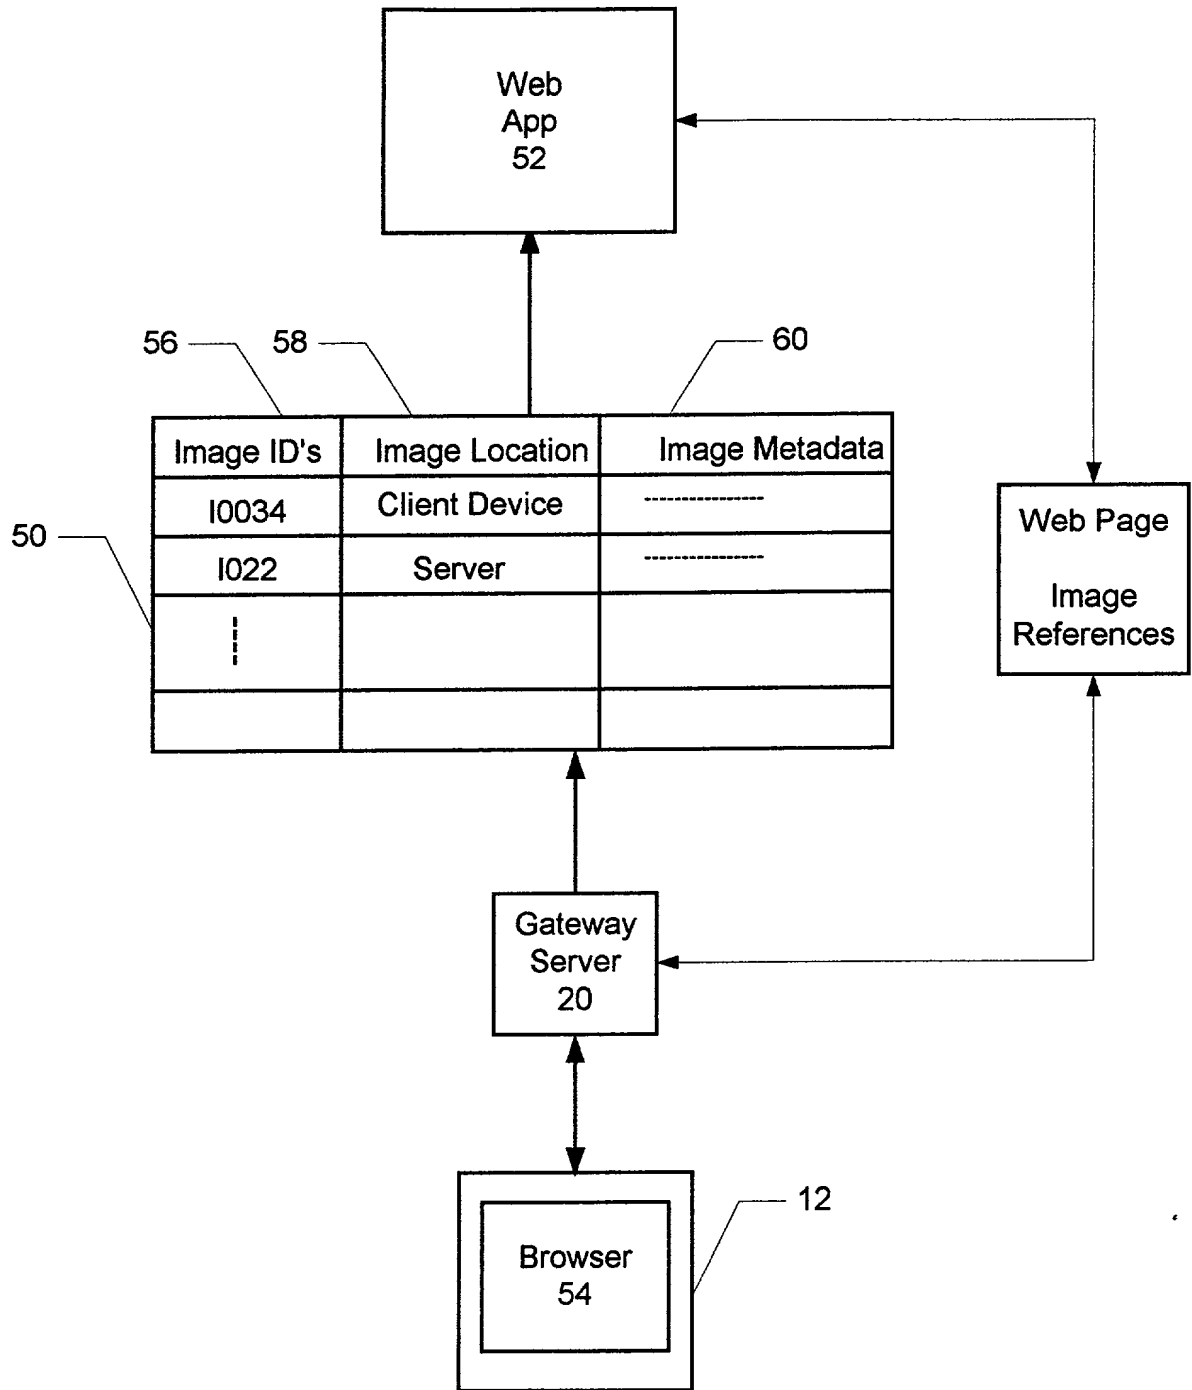 Web
App
52
56
58
60
Image ID's
Image Location
Image Metadata
I0034
Client Device
50
I022
Server
Web Page
Image
References
Gateway
Server
20
12
Browser
54